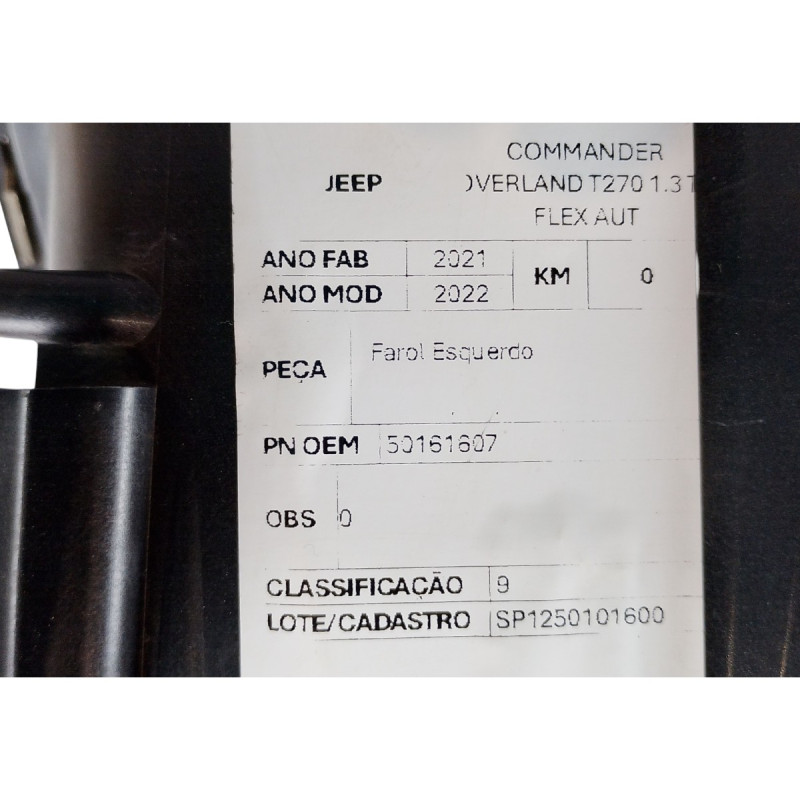 COMMANDER
JEEP OVERLAND T270 1.3 T
FLEX AUT
ANO FAB 2021 KM 0
ANO MOD 2022
PEÇA Farol Esquerdo
PN OEM 50161607
OBS 0
CLASSIFICAÇÃO 9
LOTE/CADASTRO SP1250101600